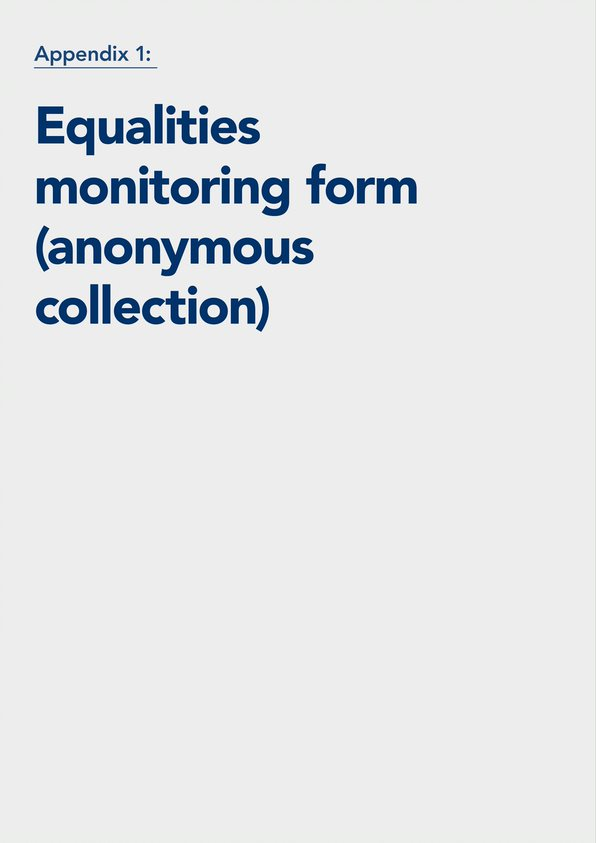 Appendix 1:
Equalities
monitoring form
(anonymous
collection)